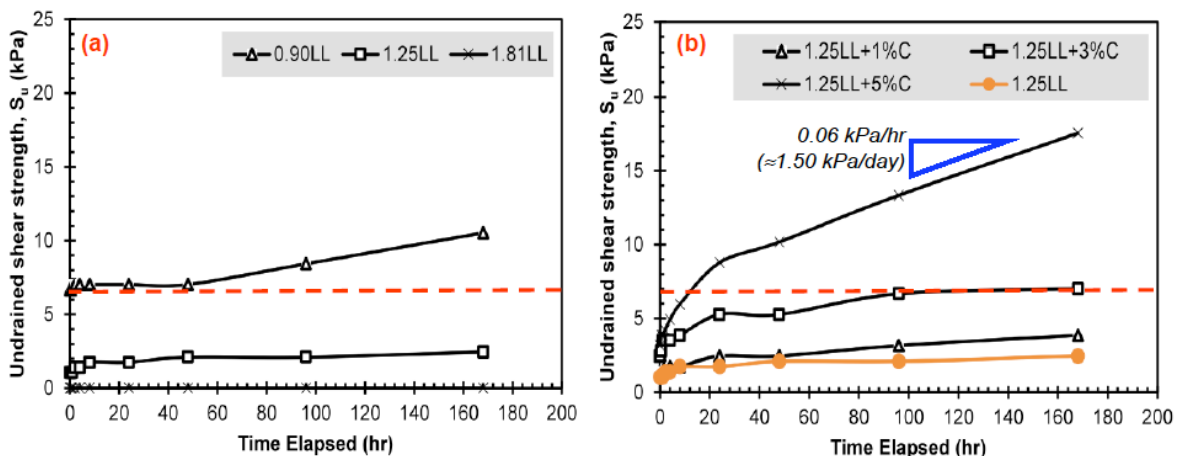 (a)
0.90LL 1.25LL 1.81LL
Undrained shear strength, Su (kPa)
25
20
15
10
5
0
0 20 40 60 80 100 120 140 160 180 200
Time Elapsed (hr)
(b)
1.25LL+1%C 1.25LL+3%C
1.25LL+5%C 1.25LL
0.06 kPa/hr
(≈1.50 kPa/day)
Undrained shear strength, Su (kPa)
25
20
15
10
5
0
0 20 40 60 80 100 120 140 160 180 200
Time Elapsed (hr)